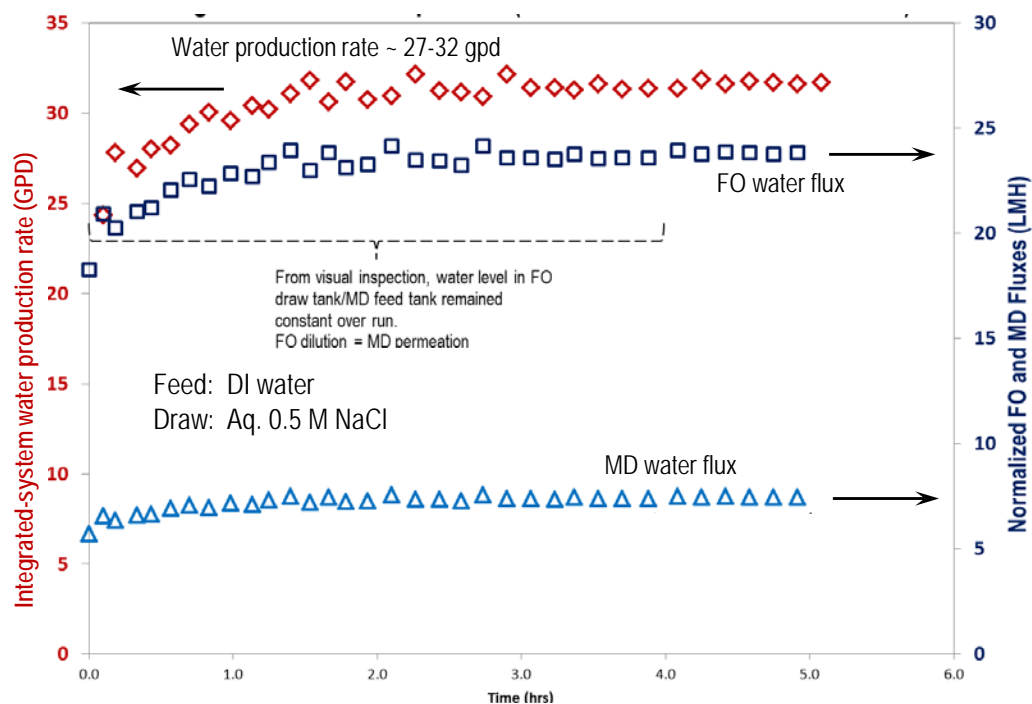 Water production rate ~ 27-32 gpd
FO water flux
From visual inspection, water level in FO
draw tank/MD feed tank remained
constant over run.
FO dilution = MD permeation
Feed: DI water
Draw: Aq. 0.5 M NaCl
MD water flux
Integrated-system water production rate (GPD)
35
30
25
20
15
10
5
0
Normalized FO and MD Fluxes (LMH)
30
25
20
15
10
5
0
0.0
1.0
2.0
3.0
4.0
5.0
6.0
Time (hrs)